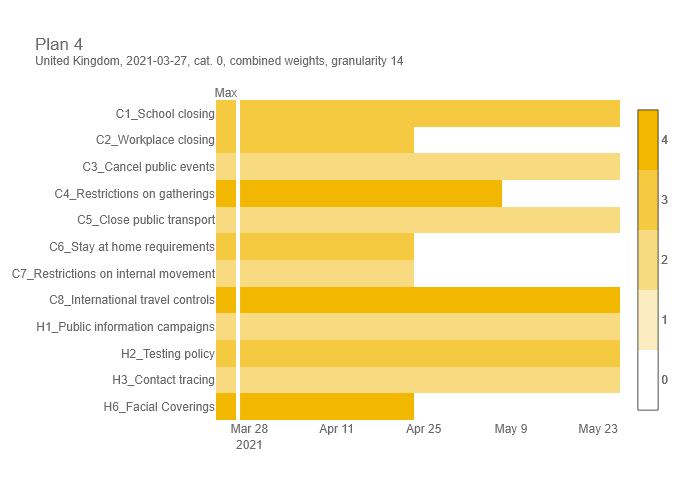 Plan 4
United Kingdom, 2021-03-27, cat. 0, combined weights, granularity 14
Max
C1_School closing
C2_Workplace closing
C3_Cancel public events
C4_Restrictions on gatherings
C5_Close public transport
C6_Stay at home requirements
C7_Restrictions on internal movement
C8_International travel controls
H1_Public information campaigns
H2_Testing policy
H3_Contact tracing
H6_Facial Coverings
Mar 28 Apr 11 Apr 25 May 9 May 23
2021
4
3
2
1
0